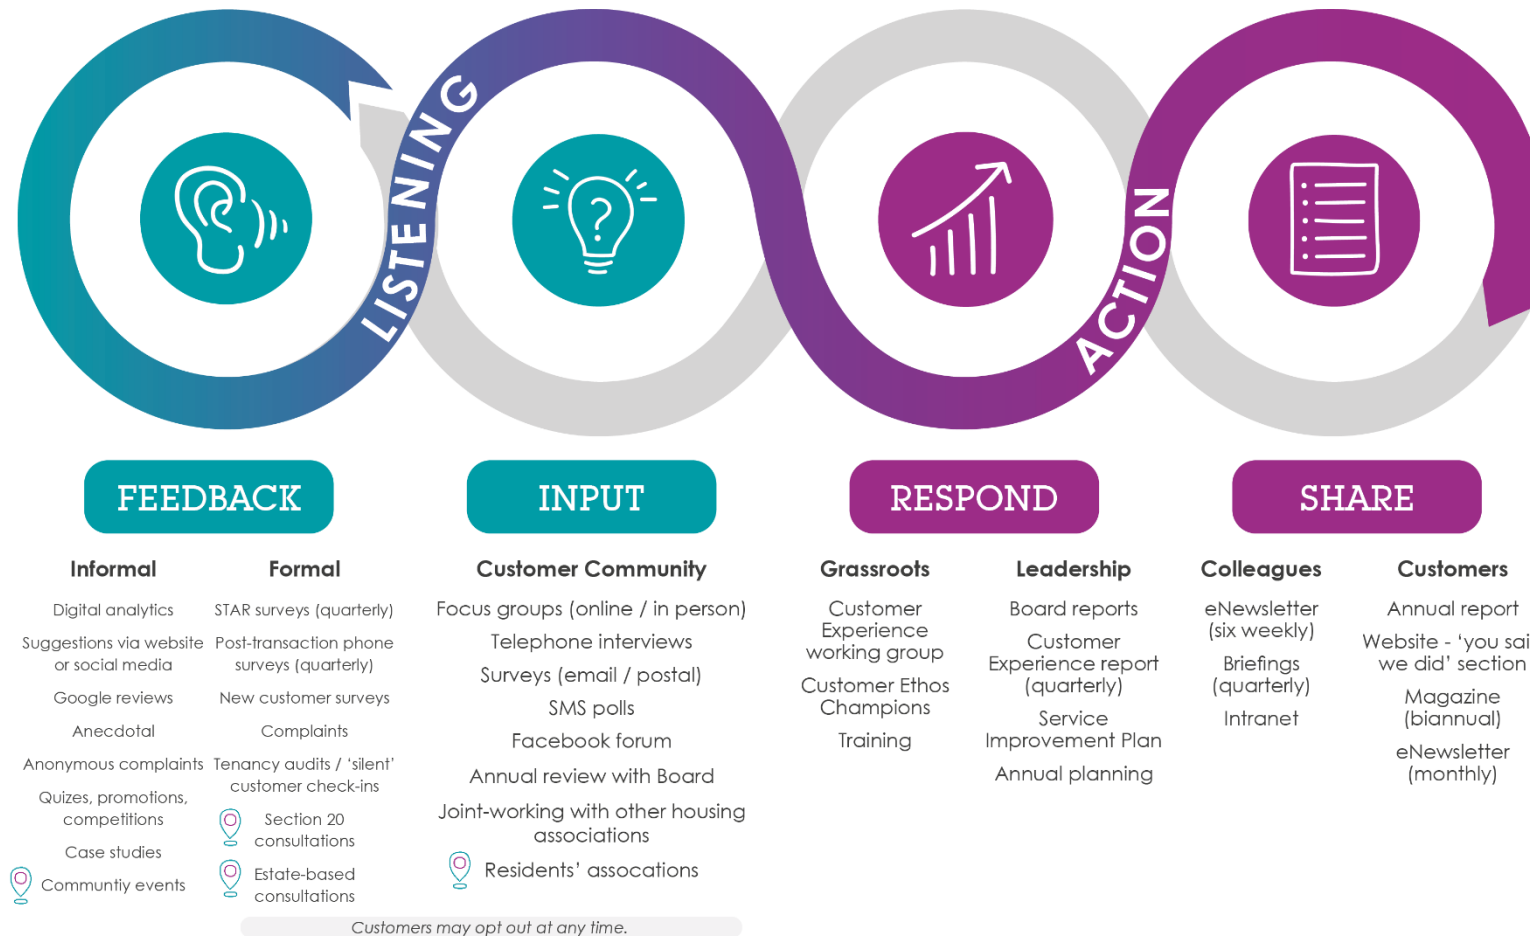 LISTENING
ACTION
?
FEEDBACK
Informal
Digital analytics
Suggestions via website
or social media
Google reviews
Anecdotal
Anonymous complaints
Quizes, promotions,
competitions
Case studies
Communtiy events
Formal
STAR surveys (quarterly)
Post-transaction phone
surveys (quarterly)
New customer surveys
Complaints
Tenancy audits / ‘silent’
customer check-ins
Section 20
consultations
Estate-based
consultations
INPUT
Customer Community
Focus groups (online / in person)
Telephone interviews
Surveys (email / postal)
SMS polls
Facebook forum
Annual review with Board
Joint-working with other housing
associations
Residents’ assocations
Customers may opt out at any time.
RESPOND
Grassroots
Customer
Experience
working group
Customer Ethos
Champions
Training
Leadership
Board reports
Customer
Experience report
(quarterly)
Service
Improvement Plan
Annual planning
SHARE
Colleagues
eNewsletter
(six weekly)
Briefings
(quarterly)
Intranet
Customers
Annual report
Website - ‘you sai
we did’ section
Magazine
(biannual)
eNewsletter
(monthly)